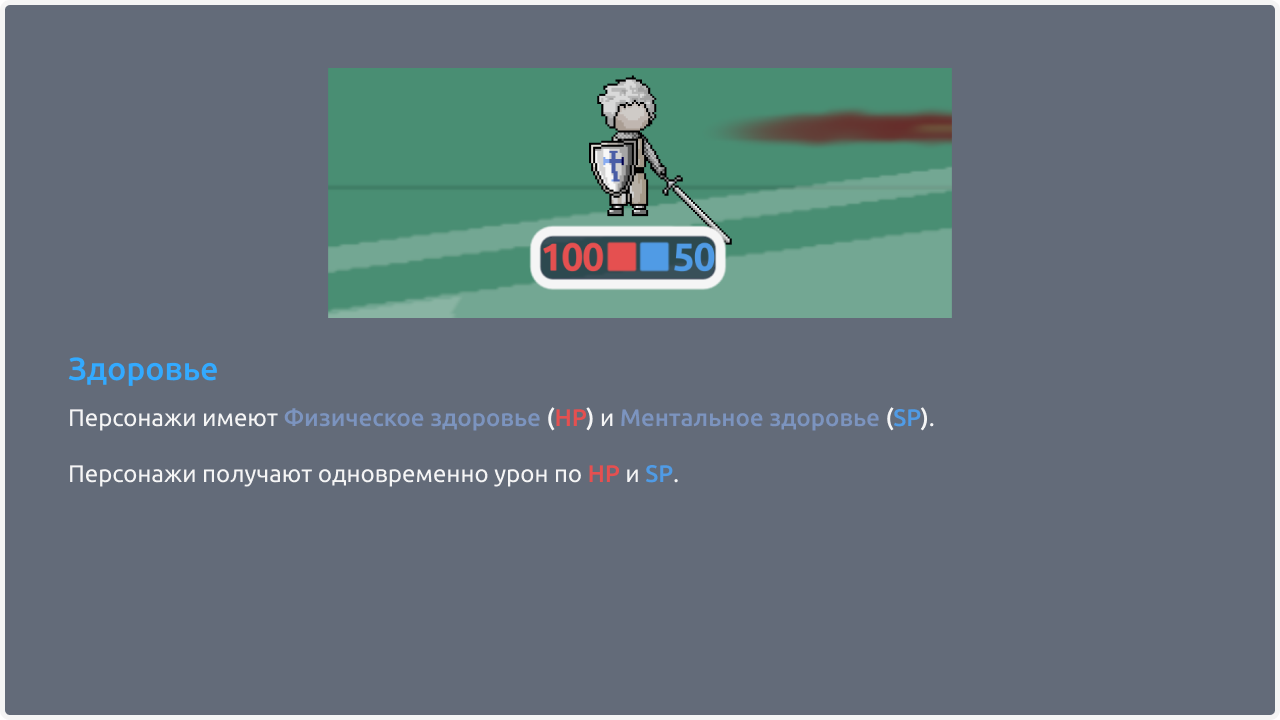 100 50
Здоровье
Персонажи имеют Физическое здоровье (HP) и Ментальное здоровье (SP).
Персонажи получают одновременно урон по HP и SP.